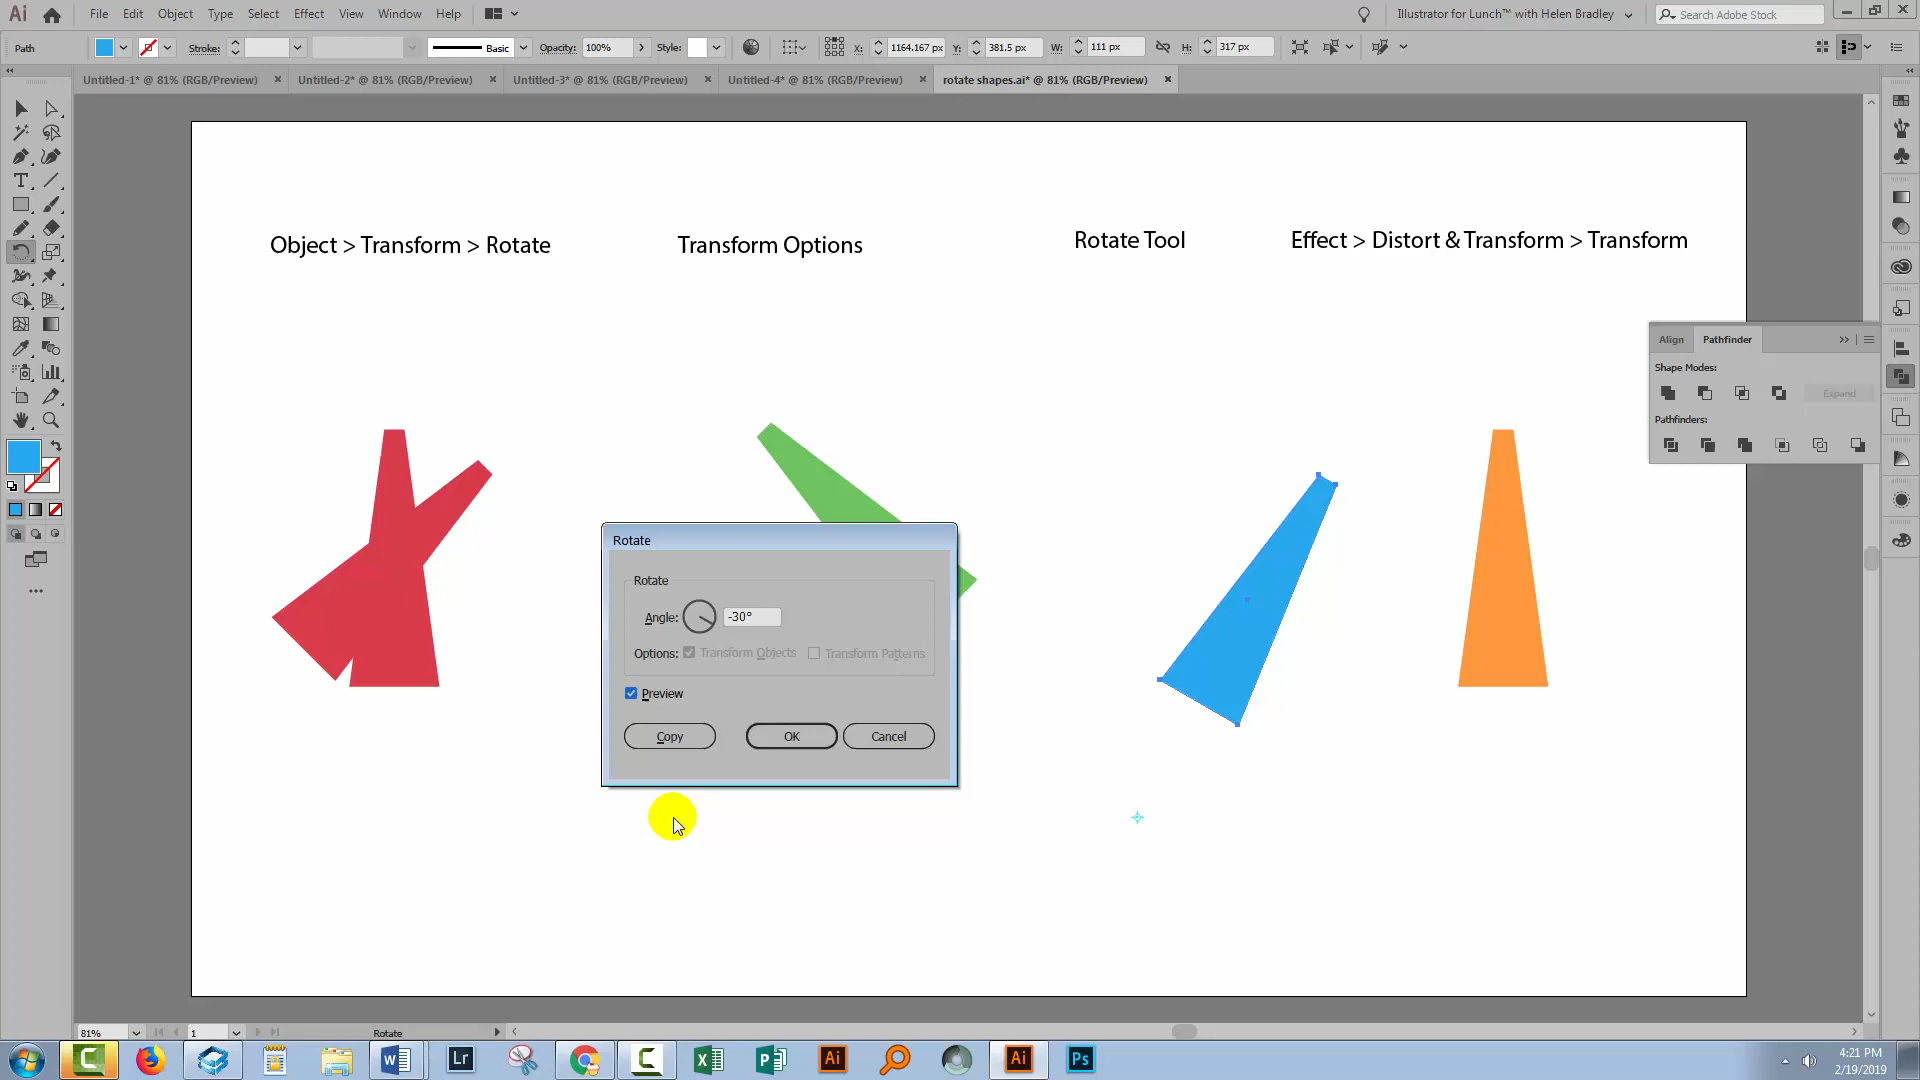 Ai File Edit Object Type Select Effect View Window Help Illustrator for Lunch™ with Helen Bradley Search Adobe Stock
Path Stroke: Basic Opacity: 100% Style: X: 1164.167 px Y: 381.5 px W: 111 px H: 317 px
Untitled-1* @ 81% (RGB/Preview) Untitled-2* @ 81% (RGB/Preview) Untitled-3* @ 81% (RGB/Preview) Untitled-4* @ 81% (RGB/Preview) rotate shapes.ai* @ 81% (RGB/Preview)
Object > Transform > Rotate
Transform Options
Rotate Tool
Effect > Distort & Transform > Transform
Align Pathfinder
Shape Modes:
Expand
Pathfinders:
Rotate
Rotate
Angle: -30°
Options: Transform Objects Transform Patterns
Preview
Copy OK Cancel
81% 1 Rotate
Lr Ai Ai Ps
4:21 PM
2/19/2019